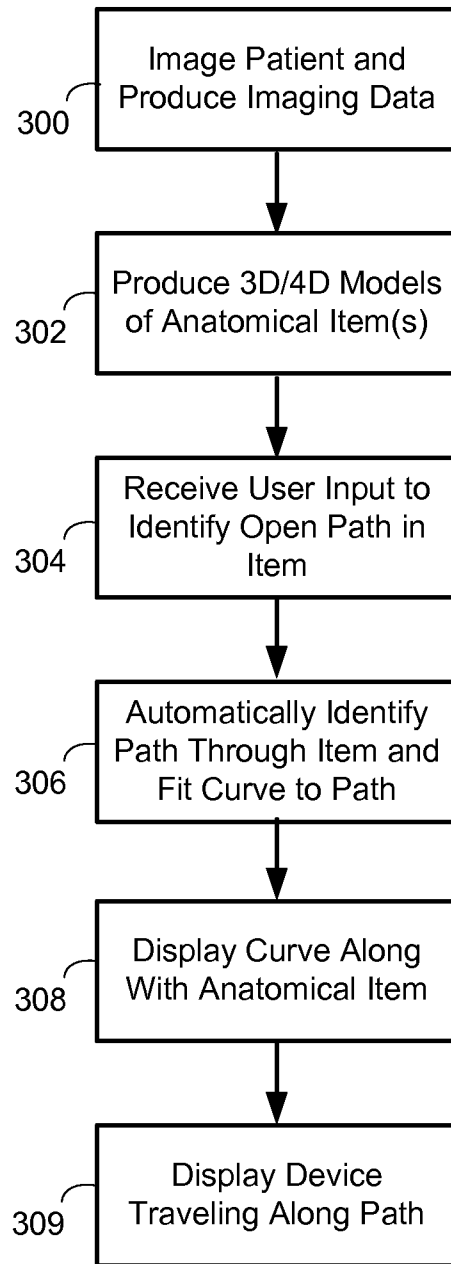 Image Patient and
Produce Imaging Data
300
Produce 3D/4D Models
of Anatomical Item(s)
302
Receive User Input to
Identify Open Path in
Item
304
Automatically Identify
Path Through Item and
Fit Curve to Path
306
Display Curve Along
With Anatomical Item
308
Display Device
Traveling Along Path
309